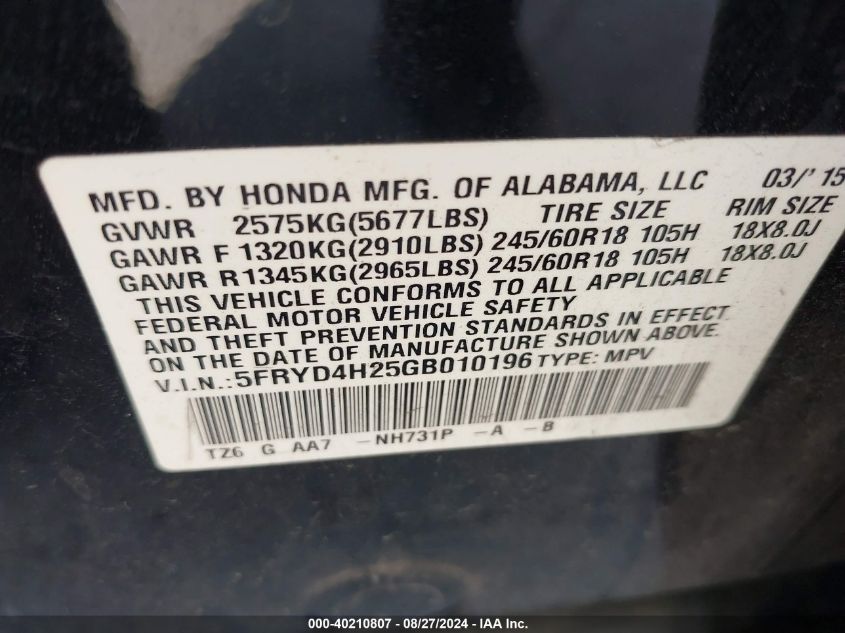 MFD. BY HONDA MFG. OF ALABAMA, LLC 03/'15
GVWR 2575KG(5677LBS) TIRE SIZE RIM SIZE
GAWR F 1320KG(2910LBS) 245/60R18 105H 18X8.0J
GAWR R1345KG(2965LBS) 245/60R18 105H 18X8.0J
THIS VEHICLE CONFORMS TO ALL APPLICABLE
FEDERAL MOTOR VEHICLE SAFETY
AND THEFT PREVENTION STANDARDS IN EFFECT
ON THE DATE OF MANUFACTURE SHOWN ABOVE.
V.I.N.:5FRYD4H25GB010196 TYPE: MPV
TZ6 G AA7 -NH731P -A -B
000-40210807 - 08/27/2024 - IAA Inc.